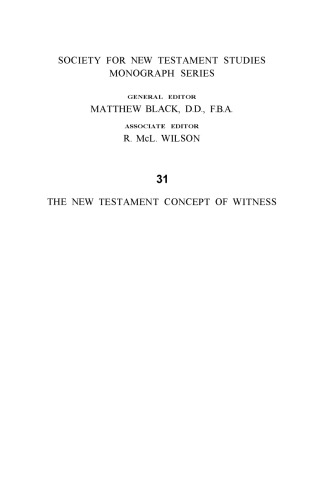 SOCIETY FOR NEW TESTAMENT STUDIES
MONOGRAPH SERIES
GENERAL EDITOR
MATTHEW BLACK, D.D., F.B.A.
ASSOCIATE EDITOR
R. McL. WILSON
31
THE NEW TESTAMENT CONCEPT OF WITNESS